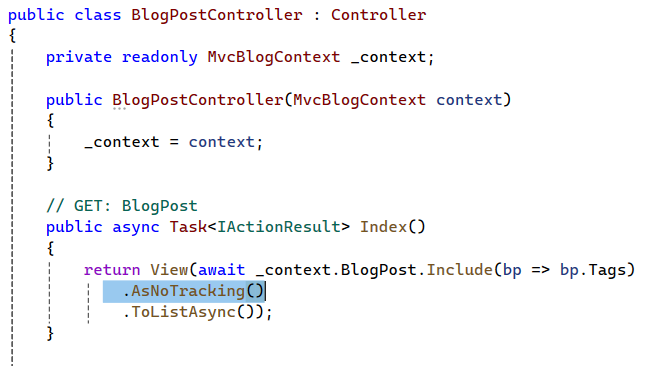 public class BlogPostController : Controller
{
    private readonly MvcBlogContext _context;

    public BlogPostController(MvcBlogContext context)
    {
        _context = context;
    }

    // GET: BlogPost
    public async Task<IActionResult> Index()
    {
        return View(await _context.BlogPost.Include(bp => bp.Tags)
            .AsNoTracking()
            .ToListAsync());
    }